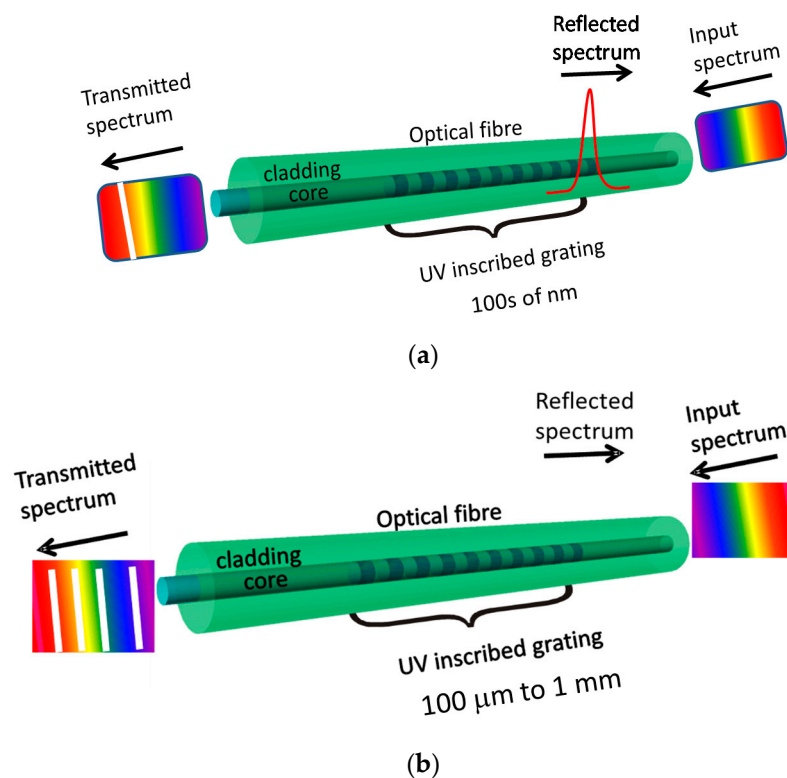 Reflected
spectrum
Input
spectrum
Transmitted
spectrum
Optical fibre
cladding
core
UV inscribed grating
100s of nm
(a)
Reflected
spectrum
Input
spectrum
Transmitted
spectrum
Optical fibre
cladding
core
UV inscribed grating
100 μm to 1 mm
(b)